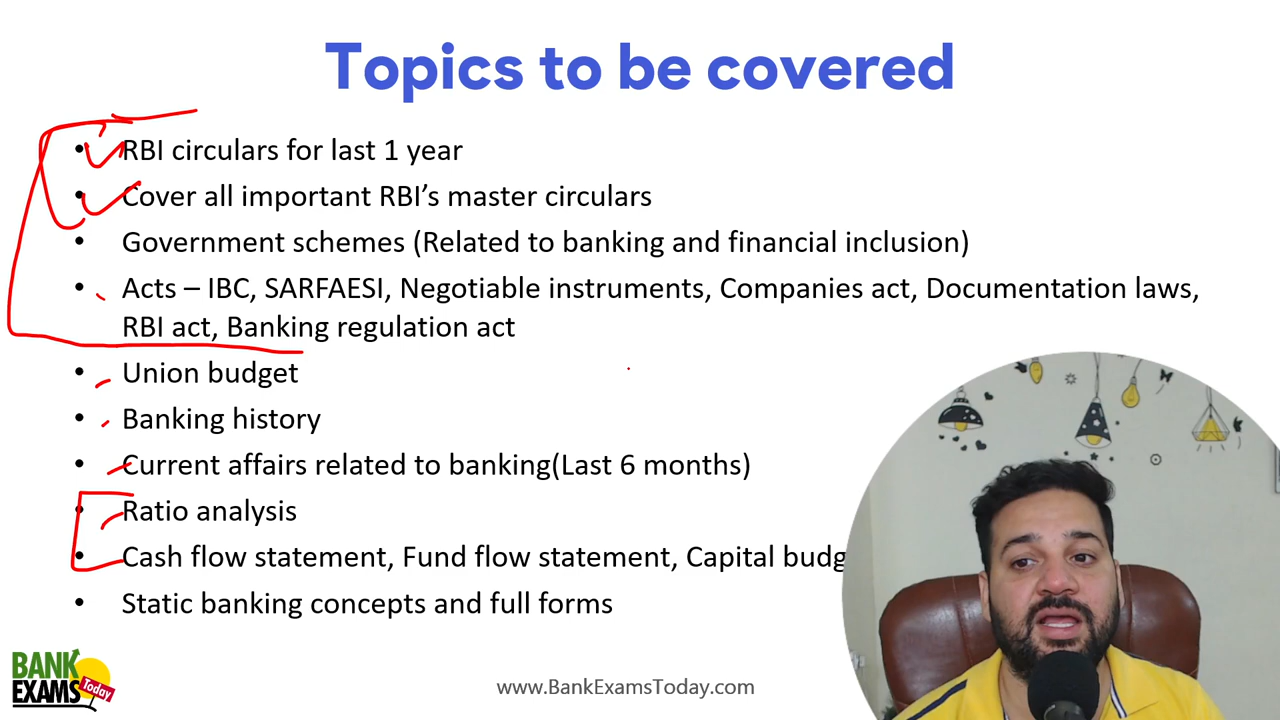 Topics to be covered
• RBI circulars for last 1 year
• Cover all important RBI’s master circulars
• Government schemes (Related to banking and financial inclusion)
• Acts – IBC, SARFAESI, Negotiable instruments, Companies act, Documentation laws,
RBI act, Banking regulation act
• Union budget
• Banking history
• Current affairs related to banking(Last 6 months)
• Ratio analysis
• Cash flow statement, Fund flow statement, Capital budg
• Static banking concepts and full forms
BANK
EXAMS
Today
www.BankExamsToday.com